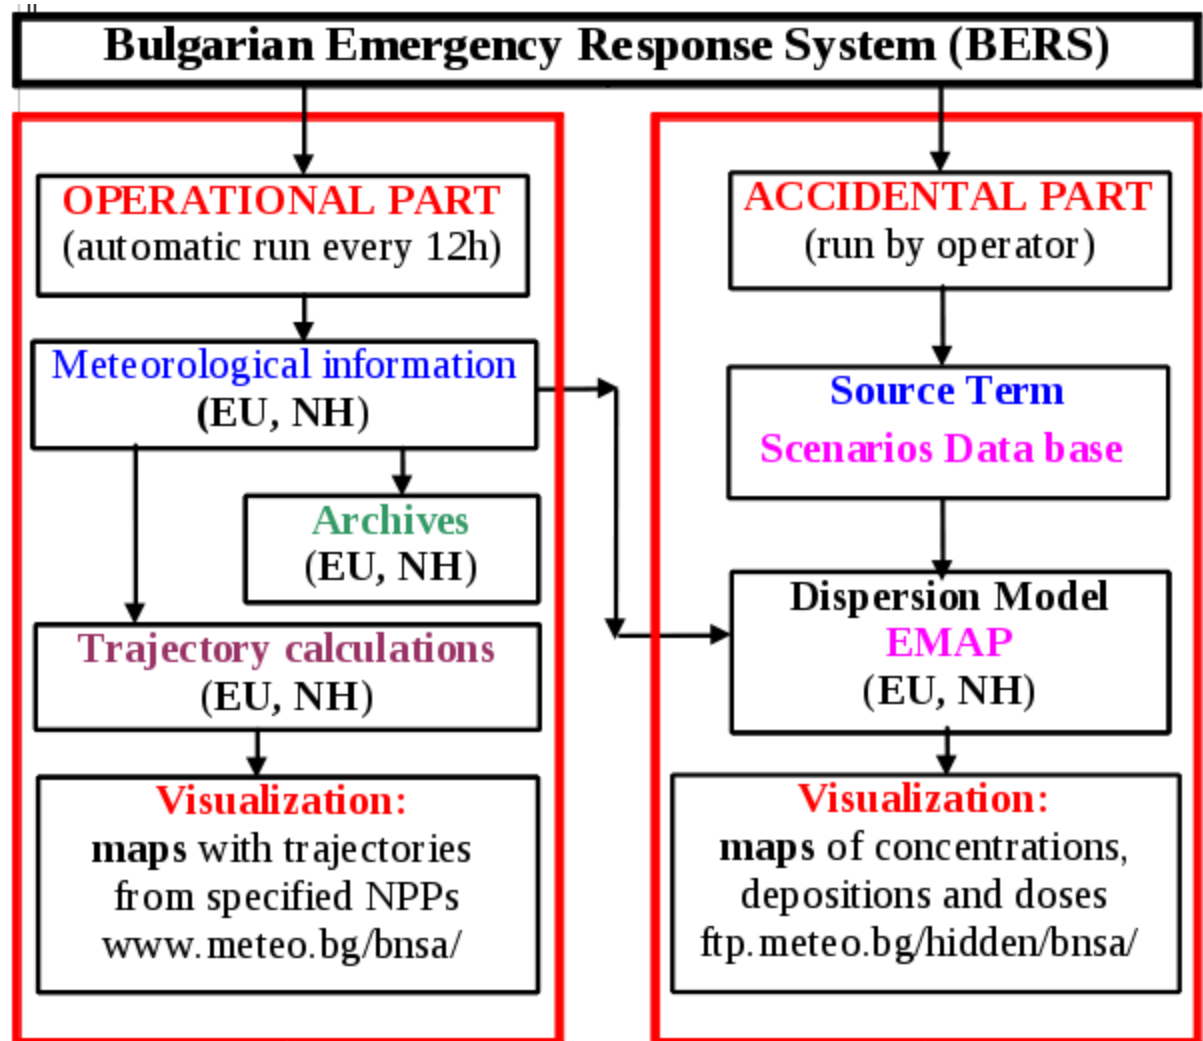 Bulgarian Emergency Response System (BERS)
OPERATIONAL PART
(automatic run every 12h)
Meteorological information
(EU, NH)
Archives
(EU, NH)
Trajectory calculations
(EU, NH)
Visualization:
maps with trajectories
from specified NPPs
www.meteo.bg/bnsa/
ACCIDENTAL PART
(run by operator)
Source Term
Scenarios Data base
Dispersion Model
EMAP
(EU, NH)
Visualization:
maps of concentrations,
depositions and doses
ftp.meteo.bg/hidden/bnsa/